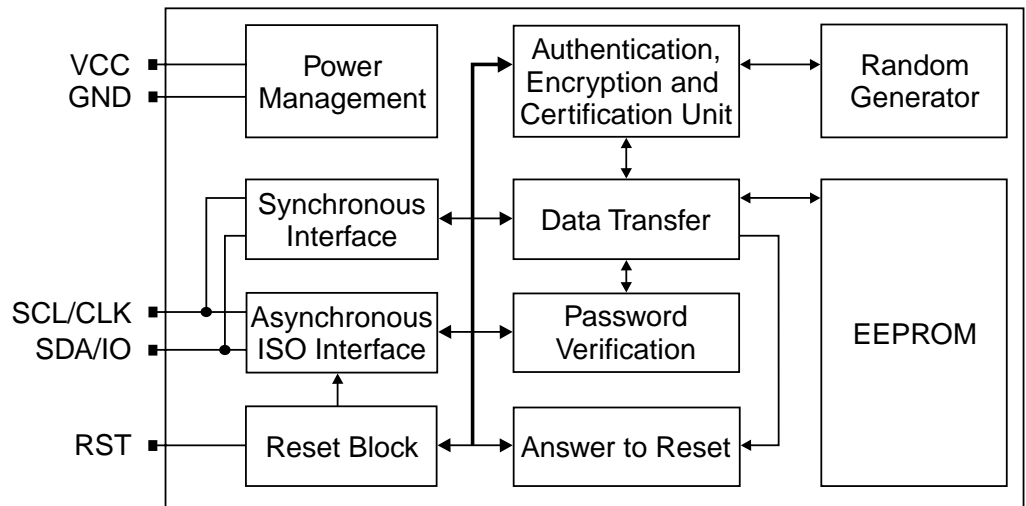 VCC
GND
Power
Management
Authentication,
Encryption and
Certification Unit
Random
Generator
Synchronous
Interface
Data Transfer
SCL/CLK
SDA/IO
Asynchronous
ISO Interface
Password
Verification
EEPROM
RST
Reset Block
Answer to Reset